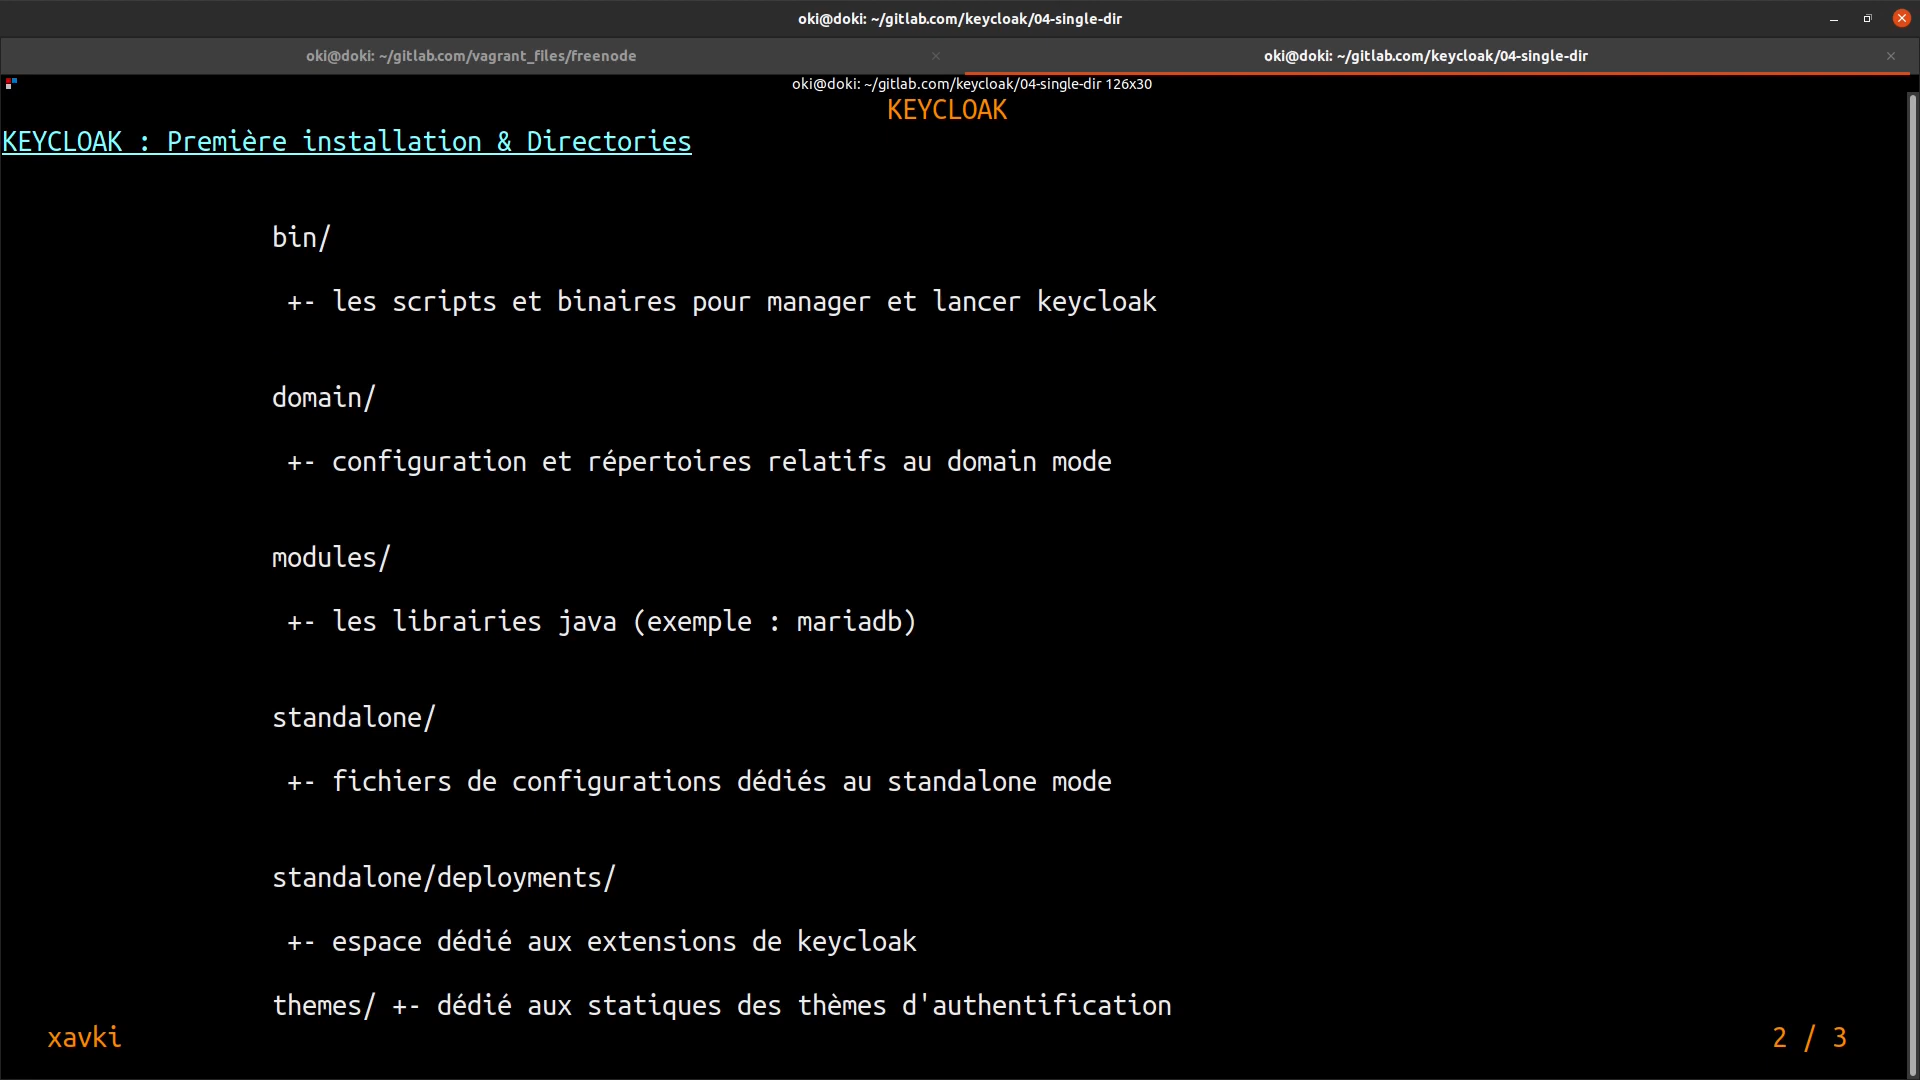 oki@doki: ~/gitlab.com/keycloak/04-single-dir
oki@doki: ~/gitlab.com/vagrant_files/freenode
oki@doki: ~/gitlab.com/keycloak/04-single-dir
oki@doki: ~/gitlab.com/keycloak/04-single-dir 126x30
KEYCLOAK
KEYCLOAK : Première installation & Directories
bin/
+- les scripts et binaires pour manager et lancer keycloak
domain/
+- configuration et répertoires relatifs au domain mode
modules/
+- les librairies java (exemple : mariadb)
standalone/
+- fichiers de configurations dédiés au standalone mode
standalone/deployments/
+- espace dédié aux extensions de keycloak
themes/ +- dédié aux statiques des thèmes d'authentification
xavki
2 / 3